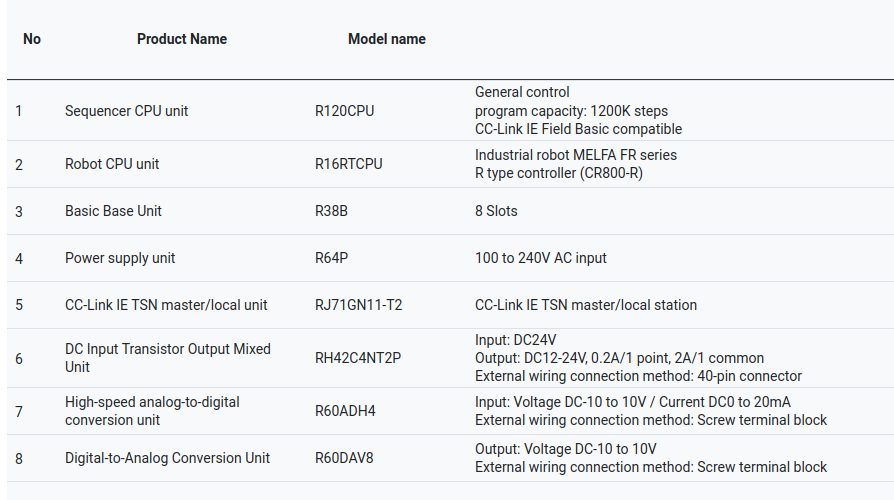 No Product Name Model name
1 Sequencer CPU unit R120CPU General control
program capacity: 1200K steps
CC-Link IE Field Basic compatible
2 Robot CPU unit R16RTCPU Industrial robot MELFA FR series
R type controller (CR800-R)
3 Basic Base Unit R38B 8 Slots
4 Power supply unit R64P 100 to 240V AC input
5 CC-Link IE TSN master/local unit RJ71GN11-T2 CC-Link IE TSN master/local station
6 DC Input Transistor Output Mixed
Unit RH42C4NT2P Input: DC24V
Output: DC12-24V, 0.2A/1 point, 2A/1 common
External wiring connection method: 40-pin connector
7 High-speed analog-to-digital
conversion unit R60ADH4 Input: Voltage DC-10 to 10V / Current DC0 to 20mA
External wiring connection method: Screw terminal block
8 Digital-to-Analog Conversion Unit R60DAV8 Output: Voltage DC-10 to 10V
External wiring connection method: Screw terminal block